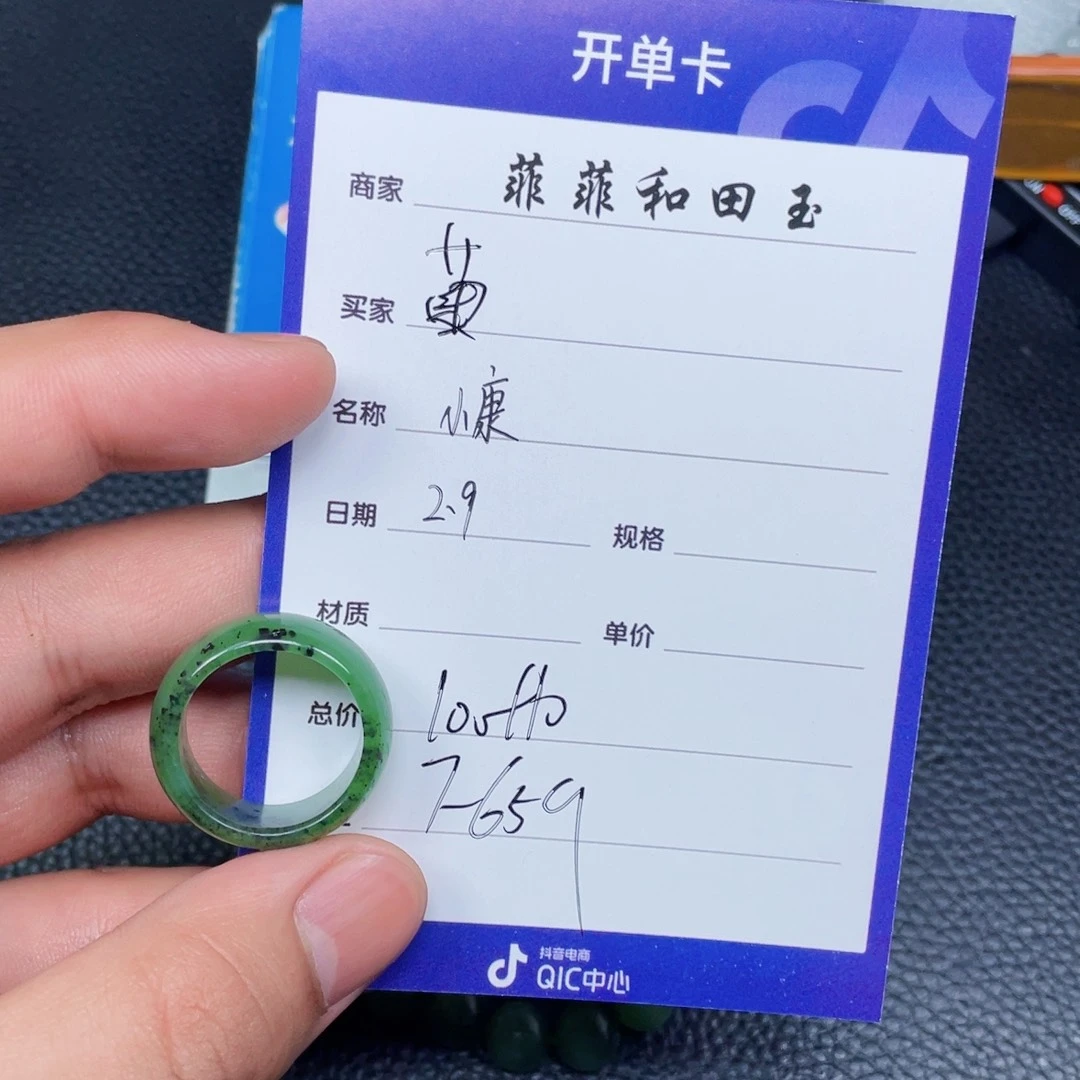 开单卡
商家 菲菲和田玉
买家
名称 小康
日期 2.9 规格
材质 单价
总价
7-659
抖音电商
QIC中心